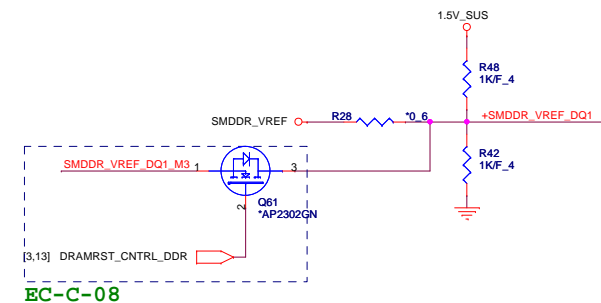 1.5V_SUS
R48
1K/F_4
SMDDR_VREF
R28
*0_6
+SMDDR_VREF_DQ1
R42
1K/F_4
SMDDR_VREF_DQ1_M3
1
3
2
Q61
*AP2302GN
[3,13] DRAMRST_CNTRL_DDR
EC-C-08